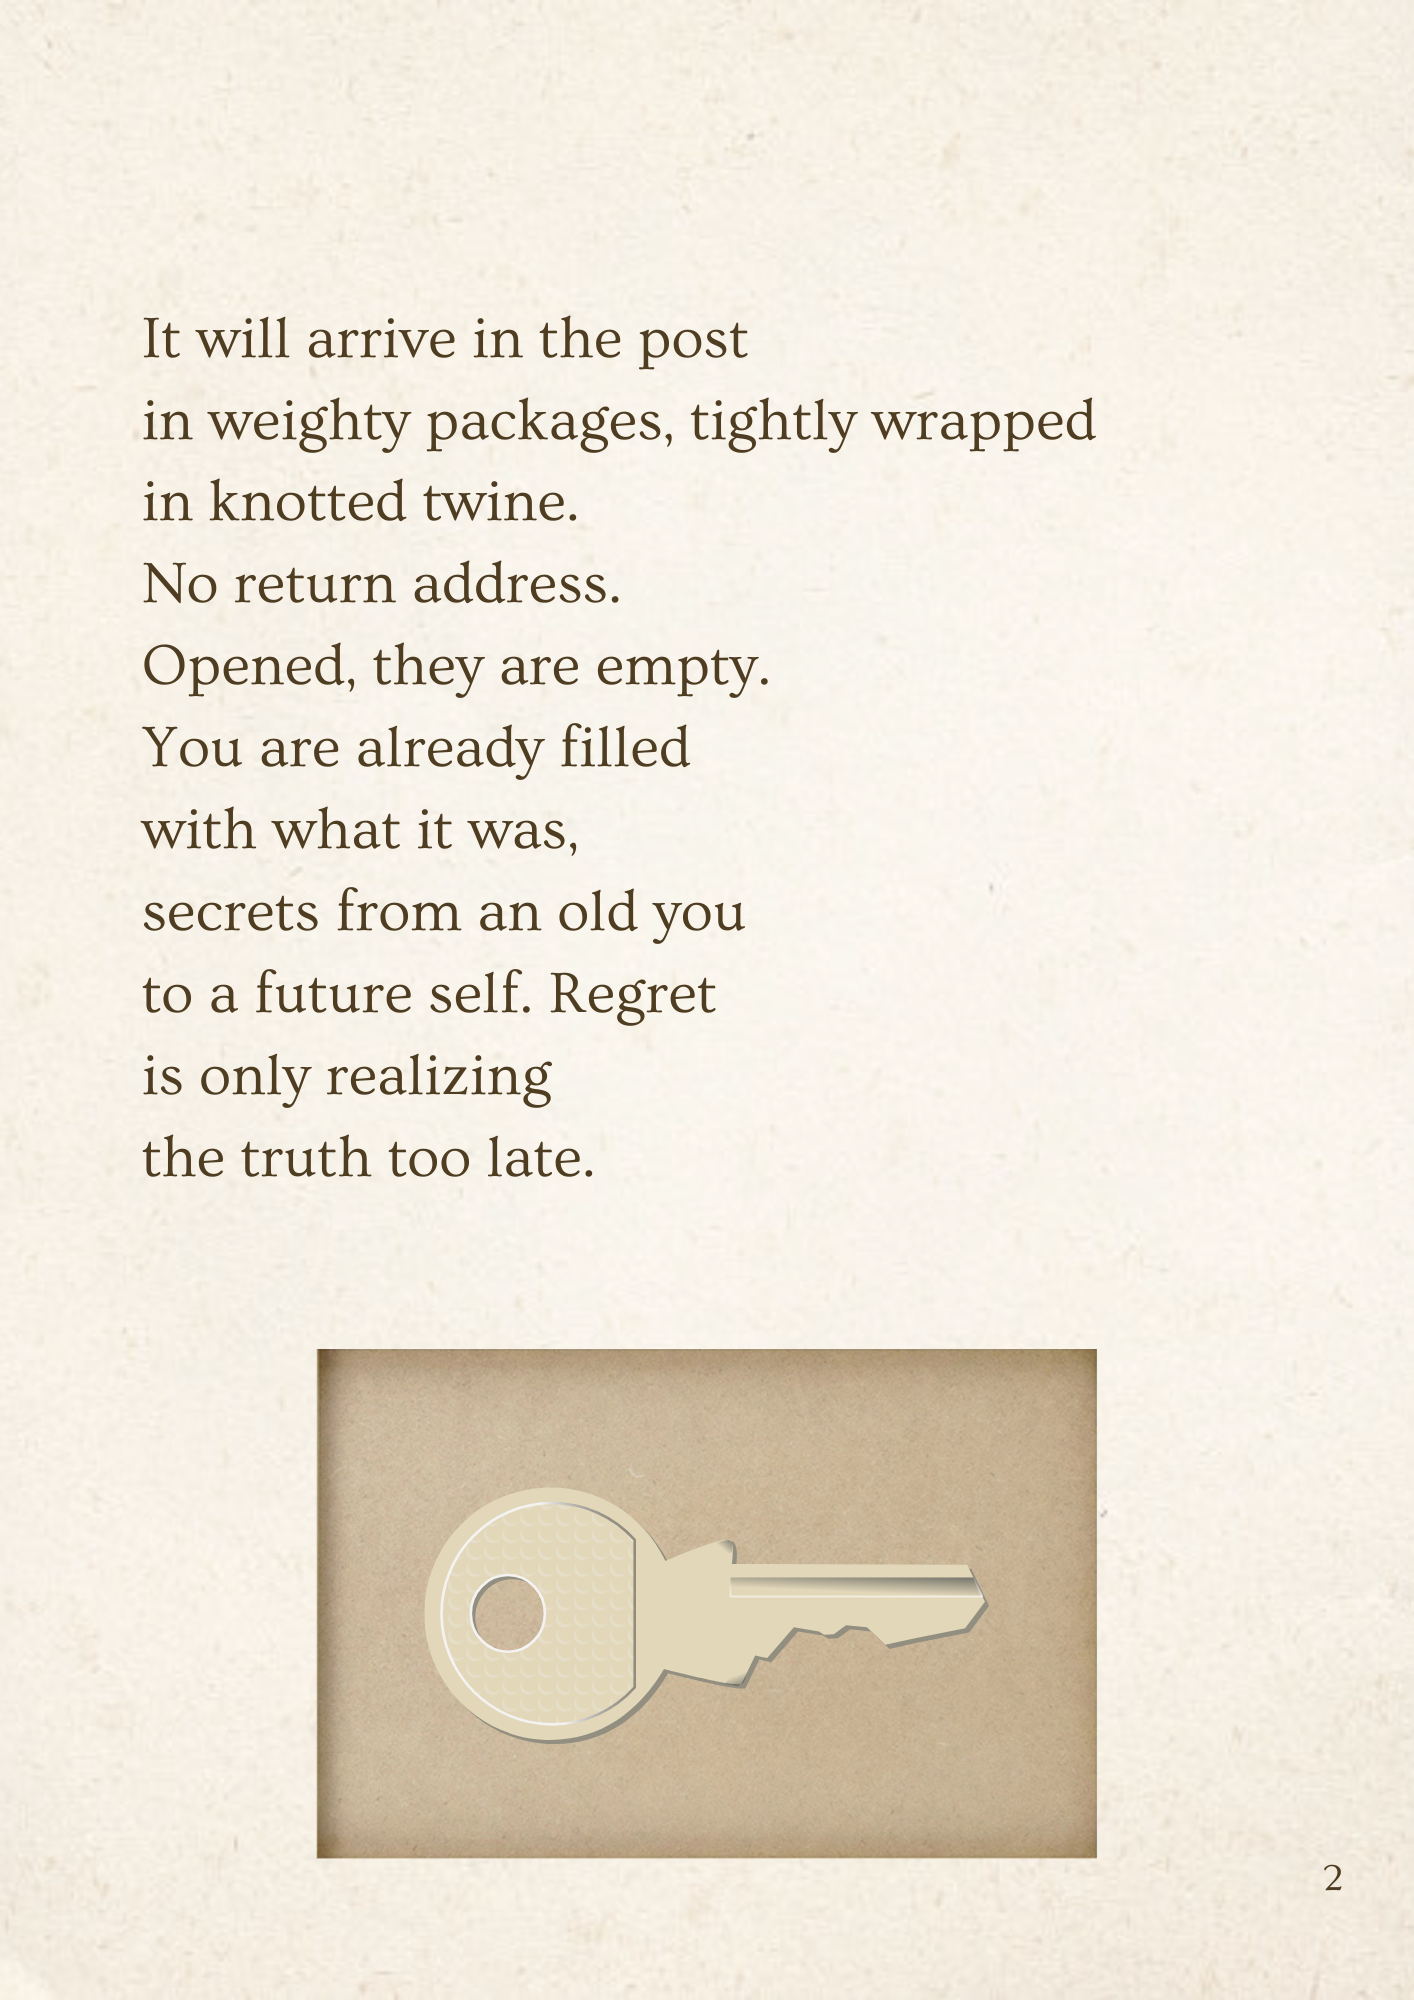 It will arrive in the post
in weighty packages, tightly wrapped
in knotted twine.
No return address.
Opened, they are empty.
You are already filled
with what it was,
secrets from an old you
to a future self. Regret
is only realizing
the truth too late.
2